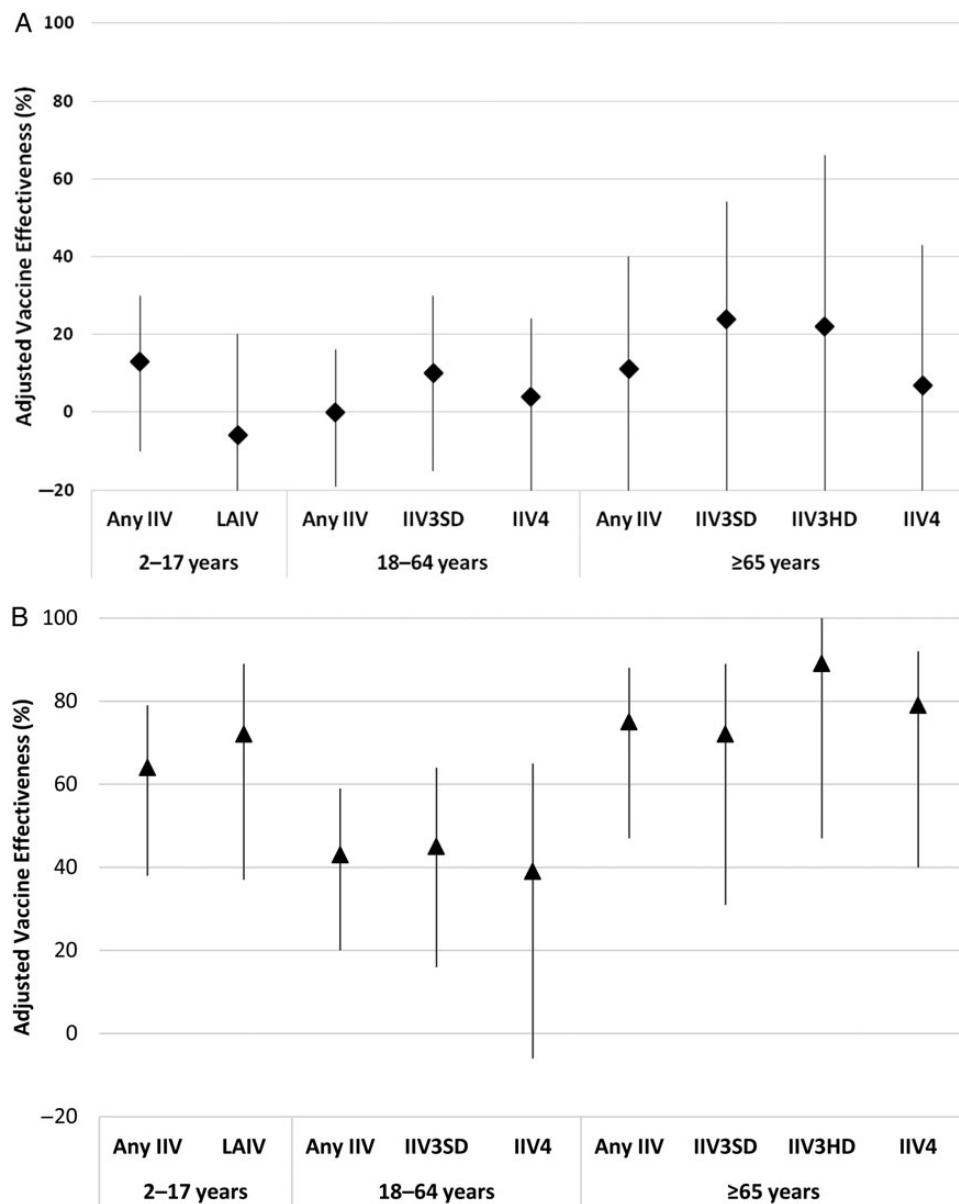 A
Adjusted Vaccine Effectiveness (%)
100
80
60
40
20
0
—20
Any IIV LAIV Any IIV IIV3SD IIV4 Any IIV IIV3SD IIV3HD IIV4
2–17 years 18–64 years ≥65 years
B
Adjusted Vaccine Effectiveness (%)
100
80
60
40
20
0
–20
Any IIV LAIV Any IIV IIV3SD IIV4 Any IIV IIV3SD IIV3HD IIV4
2–17 years 18–64 years ≥65 years